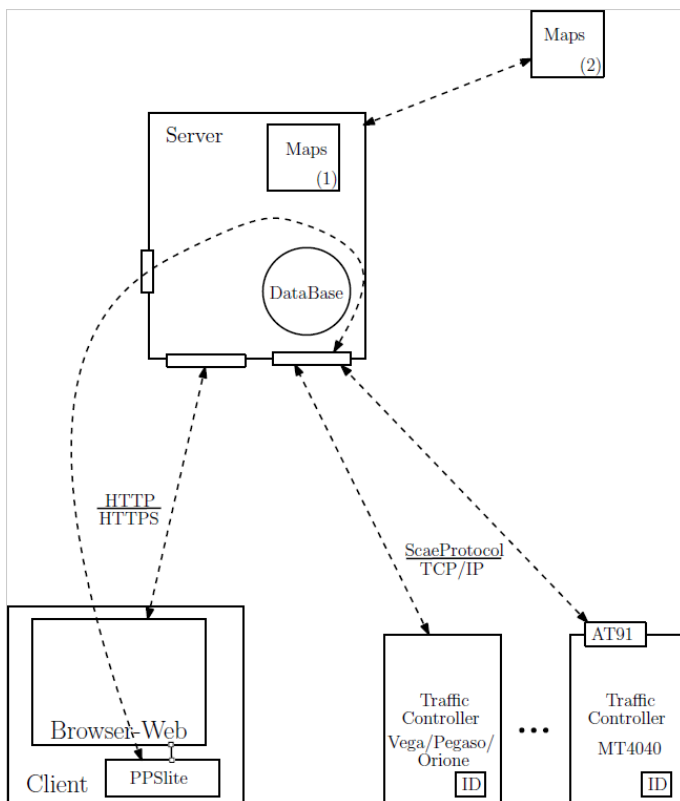 Maps
(2)
Server
Maps
(1)
DataBase
HTTP
HTTPS
ScaeProtocol
TCP/IP
Browser-Web
PPSlite
Client
Traffic
Controller
Vega/Pegaso/
Orione
ID
AT91
Traffic
Controller
MT4040
ID